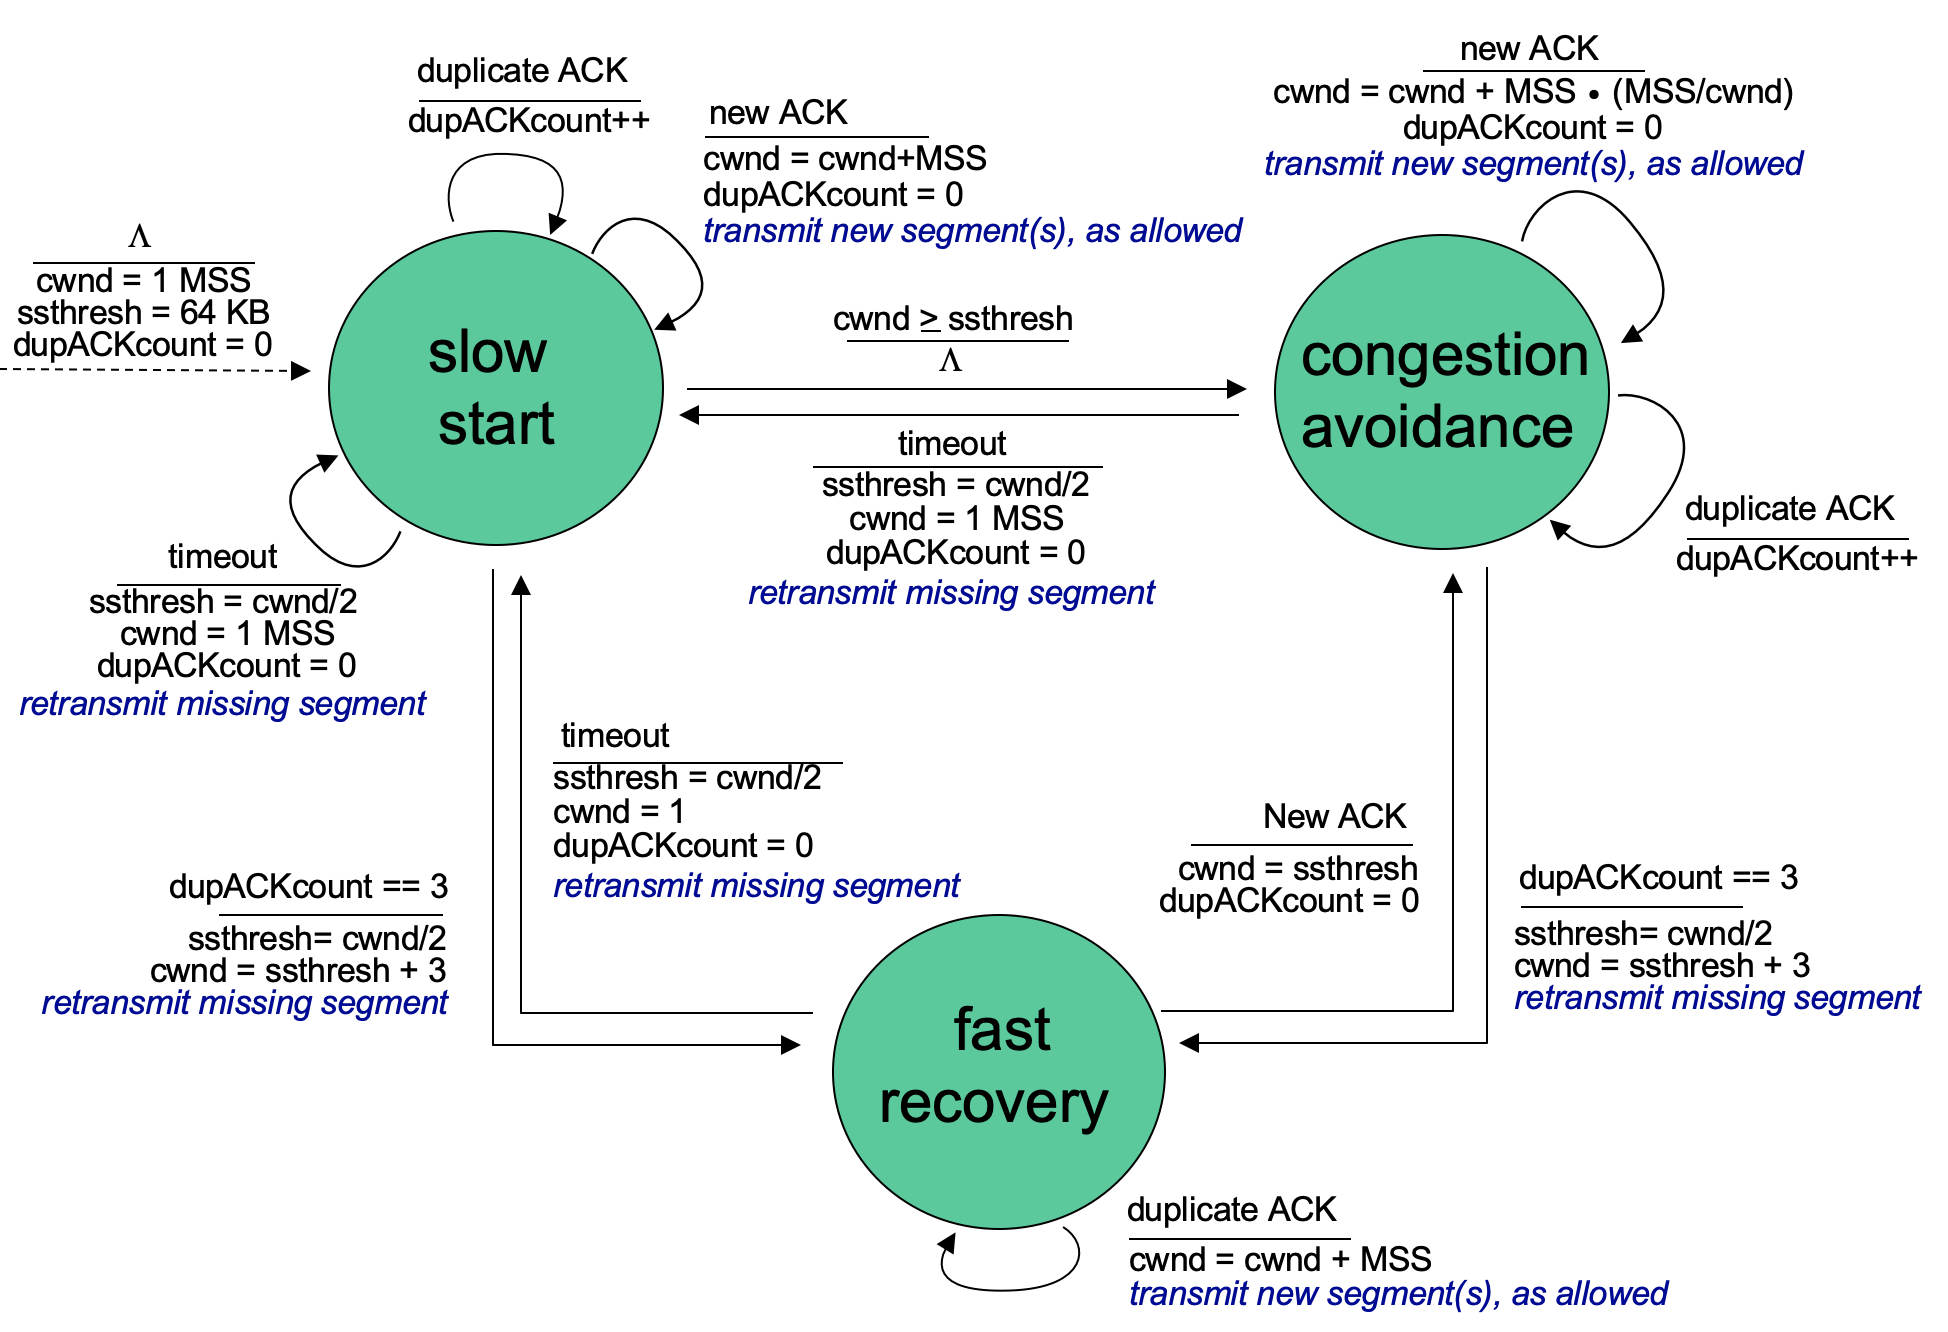 duplicate ACK
dupACKcount++
new ACK
cwnd = cwnd+MSS
dupACKcount = 0
transmit new segment(s), as allowed
new ACK
cwnd = cwnd + MSS • (MSS/cwnd)
dupACKcount = 0
transmit new segment(s), as allowed
Λ
cwnd = 1 MSS
ssthresh = 64 KB
dupACKcount = 0
slow
start
cwnd ≥ ssthresh
Λ
timeout
ssthresh = cwnd/2
cwnd = 1 MSS
dupACKcount = 0
retransmit missing segment
congestion
avoidance
duplicate ACK
dupACKcount++
timeout
ssthresh = cwnd/2
cwnd = 1 MSS
dupACKcount = 0
retransmit missing segment
timeout
ssthresh = cwnd/2
cwnd = 1
dupACKcount = 0
retransmit missing segment
New ACK
cwnd = ssthresh
dupACKcount = 0
dupACKcount == 3
ssthresh= cwnd/2
cwnd = ssthresh + 3
retransmit missing segment
dupACKcount == 3
ssthresh= cwnd/2
cwnd = ssthresh + 3
retransmit missing segment
fast
recovery
duplicate ACK
cwnd = cwnd + MSS
transmit new segment(s), as allowed